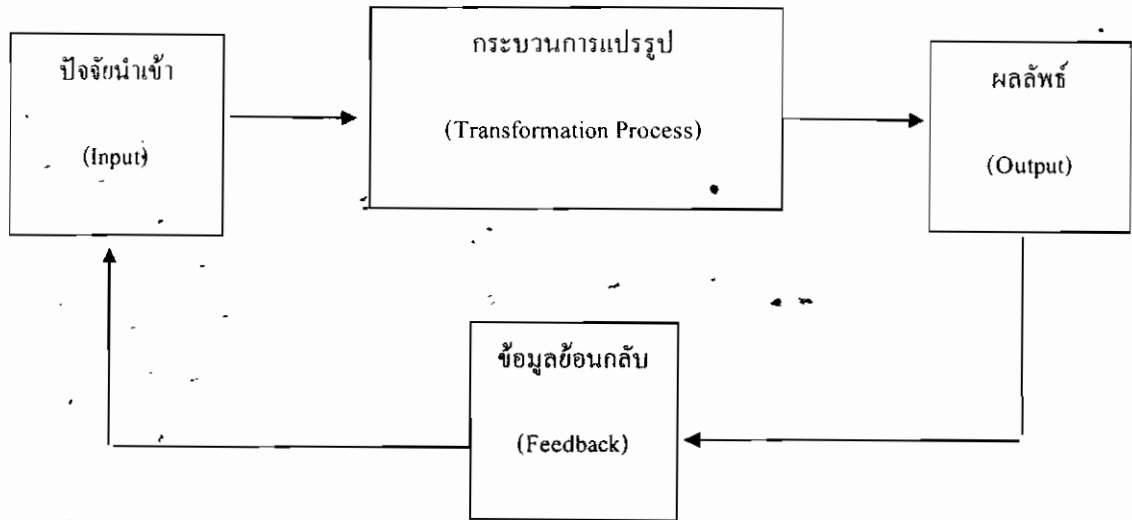 ปัจจัยนำเข้า
(Input)
กระบวนการแปรรูป
(Transformation Process)
ผลลัพธ์
(Output)
ข้อมูลย้อนกลับ
(Feedback)